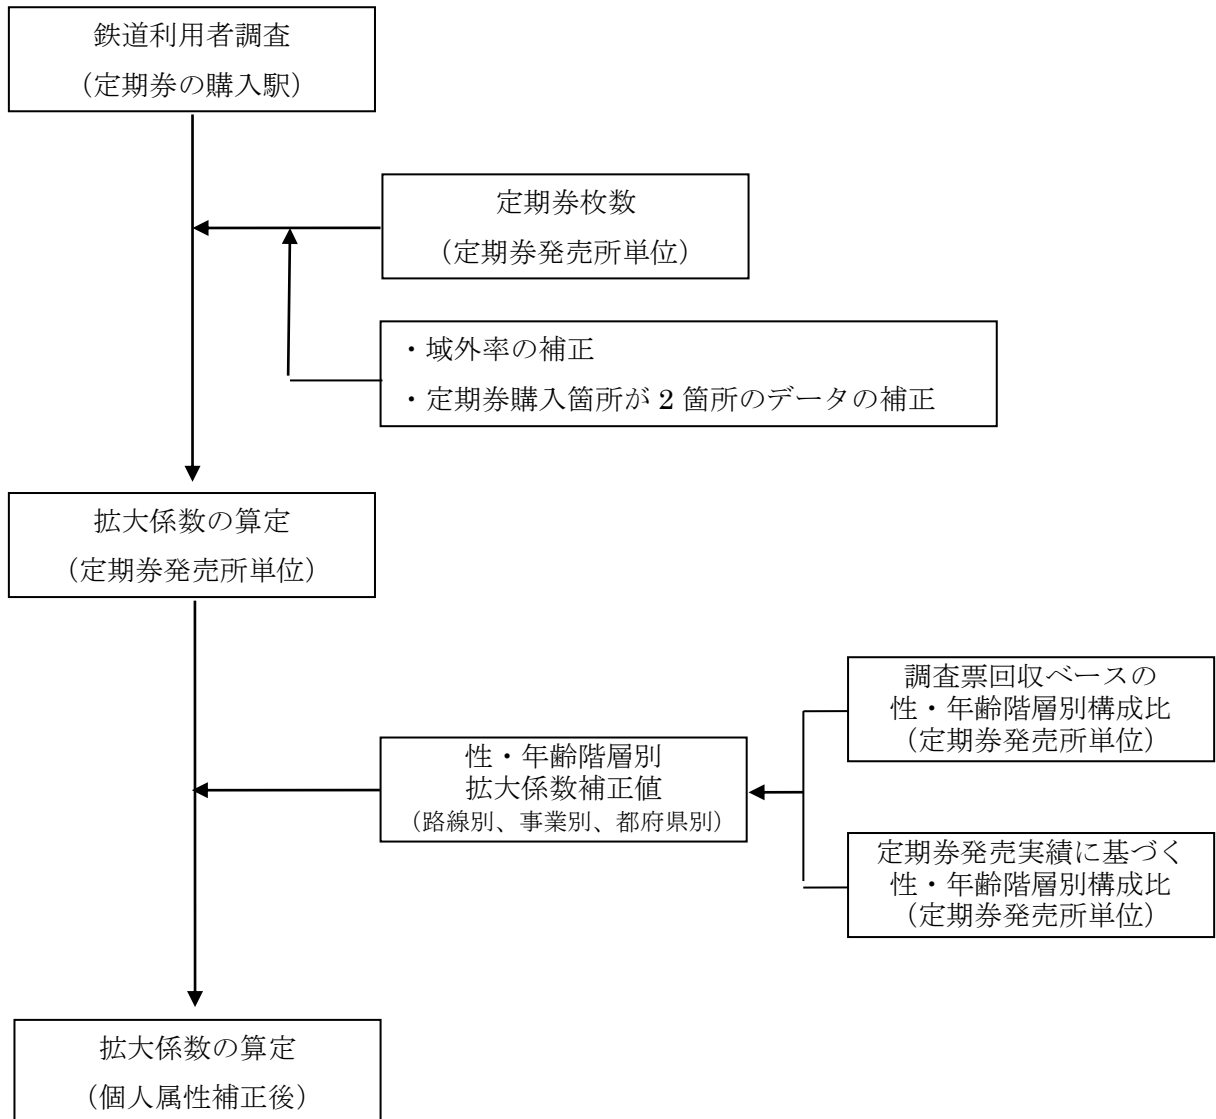 鉄道利用者調査
（定期券の購入駅）
定期券枚数
（定期券発売所単位）
・域外率の補正
・定期券購入箇所が 2 箇所のデータの補正
拡大係数の算定
（定期券発売所単位）
調査票回収ベースの
性・年齢階層別構成比
（定期券発売所単位）
性・年齢階層別
拡大係数補正値
（路線別、事業別、都府県別）
定期券発売実績に基づく
性・年齢階層別構成比
（定期券発売所単位）
拡大係数の算定
（個人属性補正後）